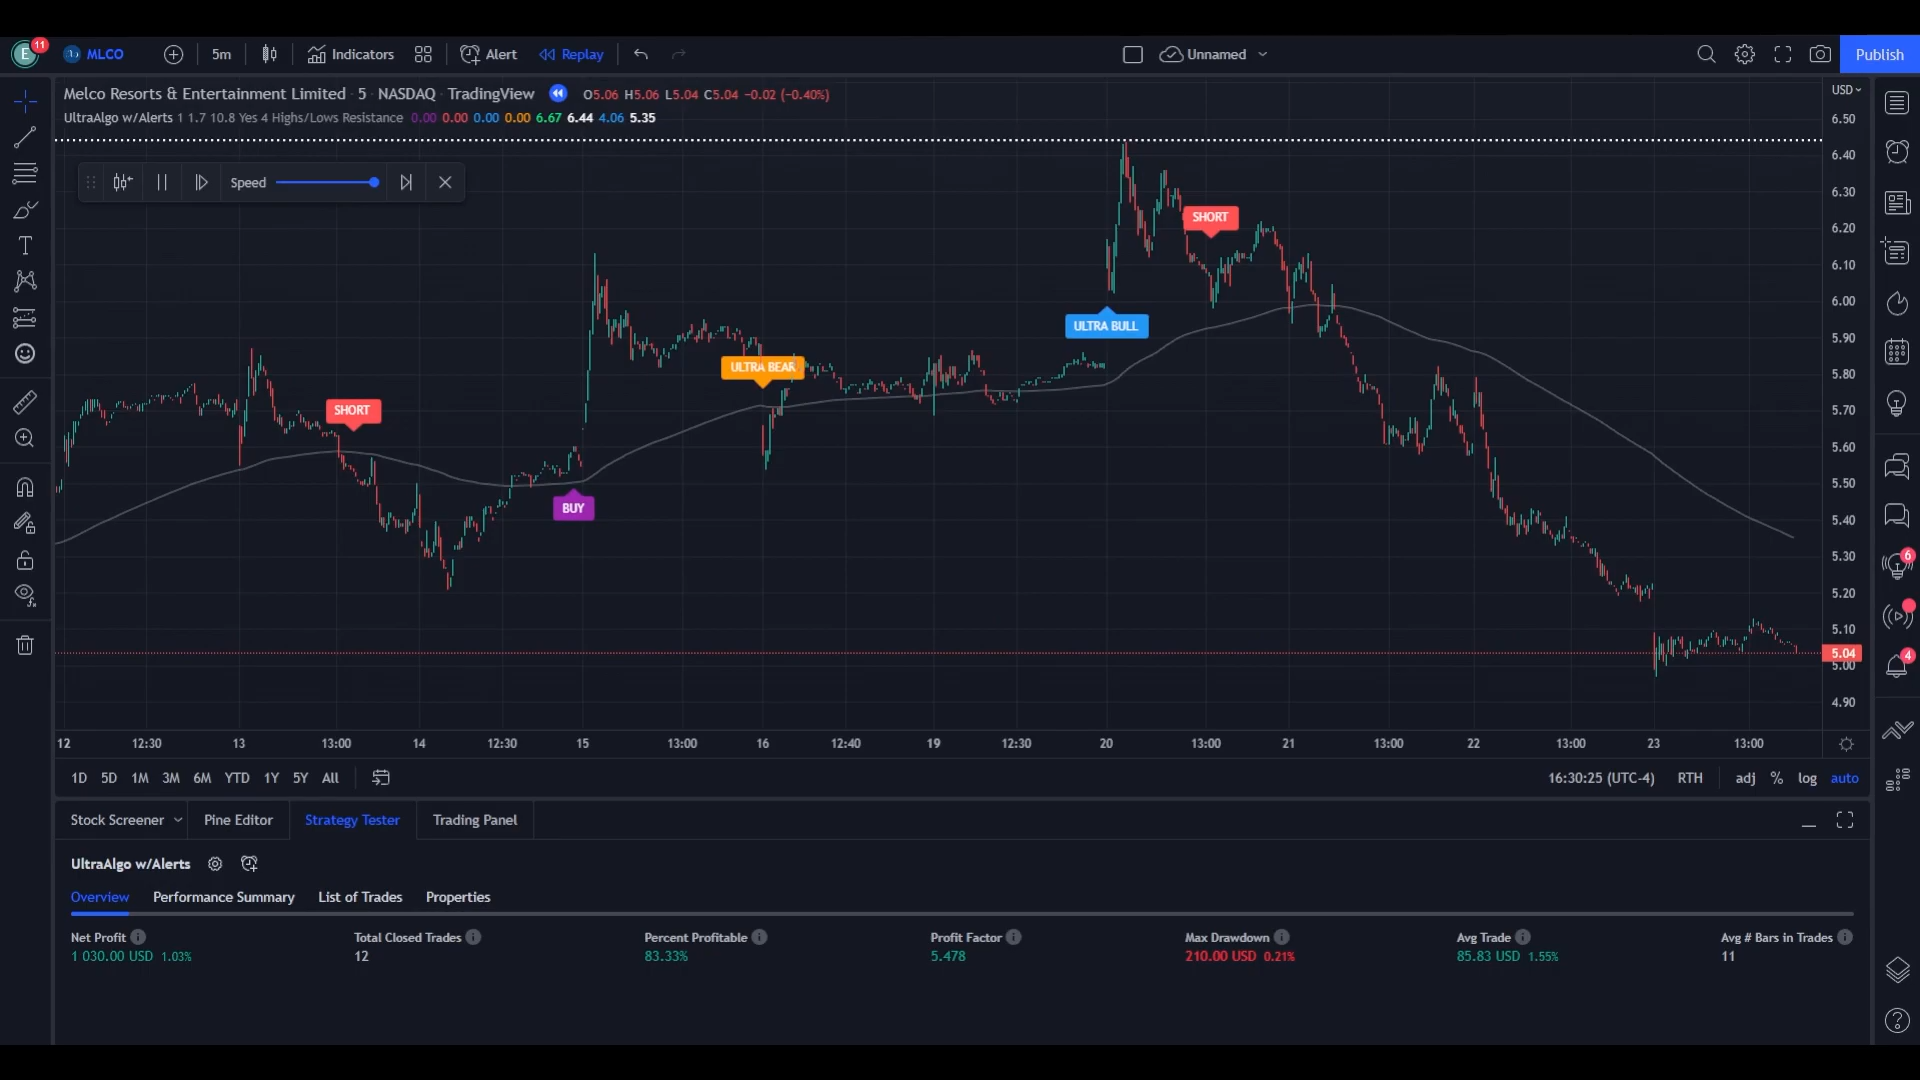 E 11 MLCO 5m Indicators Alert Replay Unnamed Publish
Melco Resorts & Entertainment Limited · 5 · NASDAQ · TradingView O5.06 H5.06 L5.04 C5.04 −0.02 (−0.40%)
UltraAlgo w/Alerts 1 1.7 10.8 Yes 4 Highs/Lows Resistance 0.00 0.00 0.00 0.00 6.67 6.44 4.06 5.35
USD
Speed
6.50
6.40
6.30
6.20
6.10
6.00
5.90
5.80
5.70
5.60
5.50
5.40
5.30
5.20
5.10
5.04
5.00
4.90
SHORT
ULTRA BULL
ULTRA BEAR
SHORT
BUY
6
4
12 12:30 13 13:00 14 12:30 15 13:00 16 12:40 19 12:30 20 13:00 21 13:00 22 13:00 23 13:00
1D 5D 1M 3M 6M YTD 1Y 5Y All 16:30:25 (UTC-4) RTH adj % log auto
Stock Screener Pine Editor Strategy Tester Trading Panel
UltraAlgo w/Alerts
Overview Performance Summary List of Trades Properties
Net Profit Total Closed Trades Percent Profitable Profit Factor Max Drawdown Avg Trade Avg # Bars in Trades
1 030.00 USD 1.03% 12 83.33% 5.478 210.00 USD 0.21% 85.83 USD 1.55% 11